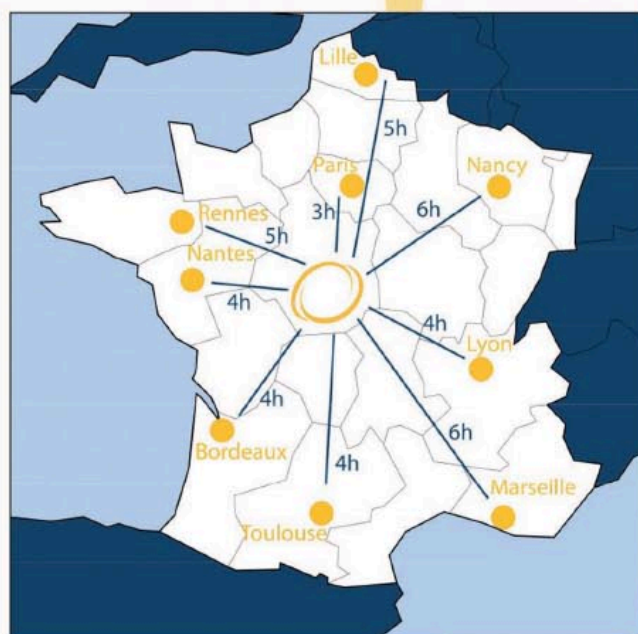 Lille
5h
Paris
Nancy
3h
6h
Rennes
5h
Nantes
4h
4h
Lyon
4h
6h
Bordeaux
4h
Marseille
Toulouse